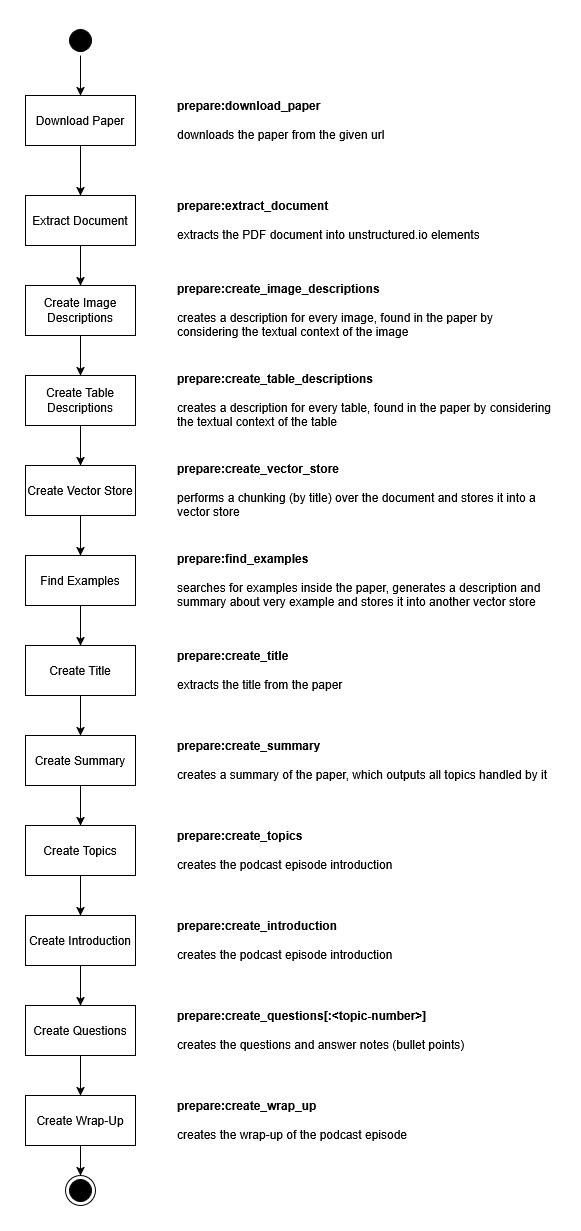 Download Paper
prepare:download_paper
downloads the paper from the given url
Extract Document
prepare:extract_document
extracts the PDF document into unstructured.io elements
Create Image
Descriptions
prepare:create_image_descriptions
creates a description for every image, found in the paper by
considering the textual context of the image
Create Table
Descriptions
prepare:create_table_descriptions
creates a description for every table, found in the paper by considering
the textual context of the table
Create Vector Store
prepare:create_vector_store
performs a chunking (by title) over the document and stores it into a
vector store
Find Examples
prepare:find_examples
searches for examples inside the paper, generates a description and
summary about very example and stores it into another vector store
Create Title
prepare:create_title
extracts the title from the paper
Create Summary
prepare:create_summary
creates a summary of the paper, which outputs all topics handled by it
Create Topics
prepare:create_topics
creates the podcast episode introduction
Create Introduction
prepare:create_introduction
creates the podcast episode introduction
Create Questions
prepare:create_questions[:<topic-number>]
creates the questions and answer notes (bullet points)
Create Wrap-Up
prepare:create_wrap_up
creates the wrap-up of the podcast episode